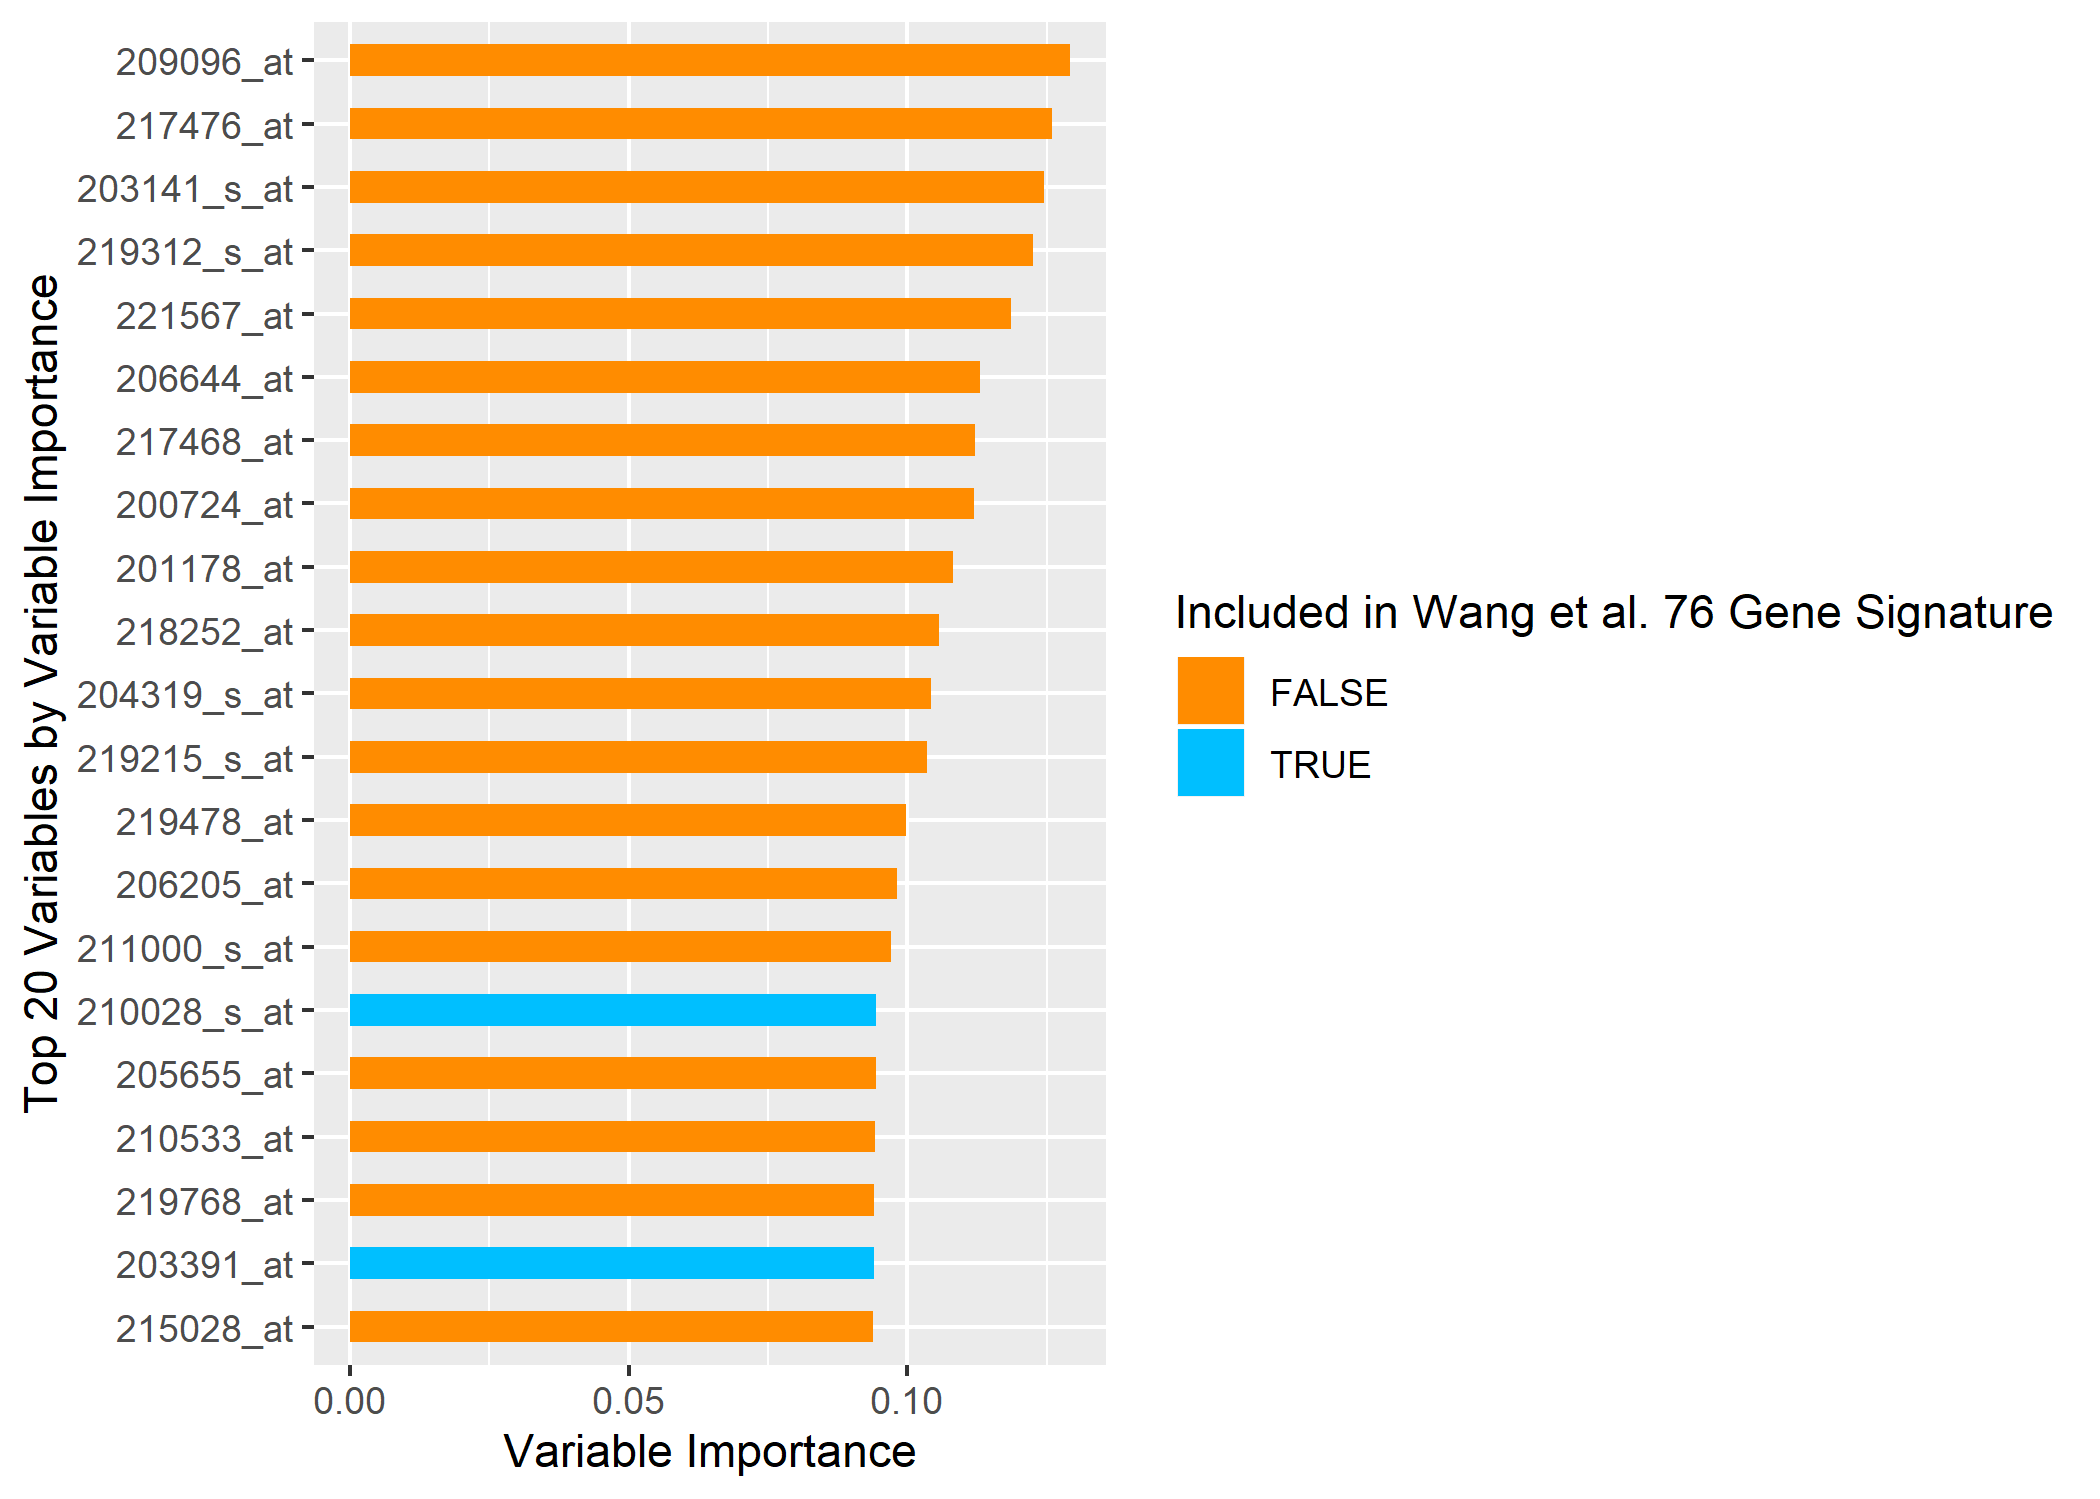 Top 20 Variables by Variable Importance
209096_at
217476_at
203141_s_at
219312_s_at
221567_at
206644_at
217468_at
200724_at
201178_at
218252_at
204319_s_at
219215_s_at
219478_at
206205_at
211000_s_at
210028_s_at
205655_at
210533_at
219768_at
203391_at
215028_at
0.00 0.05 0.10
Variable Importance
Included in Wang et al. 76 Gene Signature
FALSE
TRUE